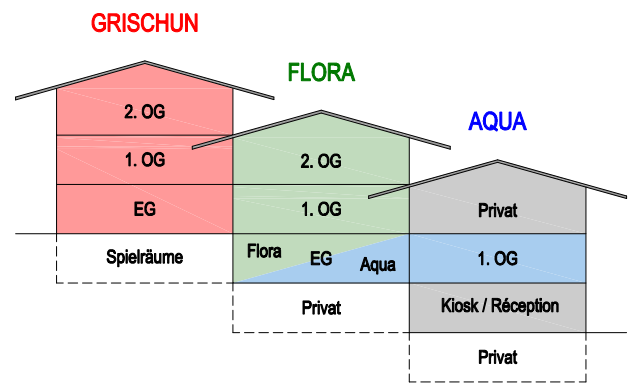 GRISCHUN
FLORA
AQUA
2. OG
1. OG
EG
Spielräume
2. OG
1. OG
Flora
EG
Aqua
Privat
Privat
1. OG
Kiosk / Réception
Privat